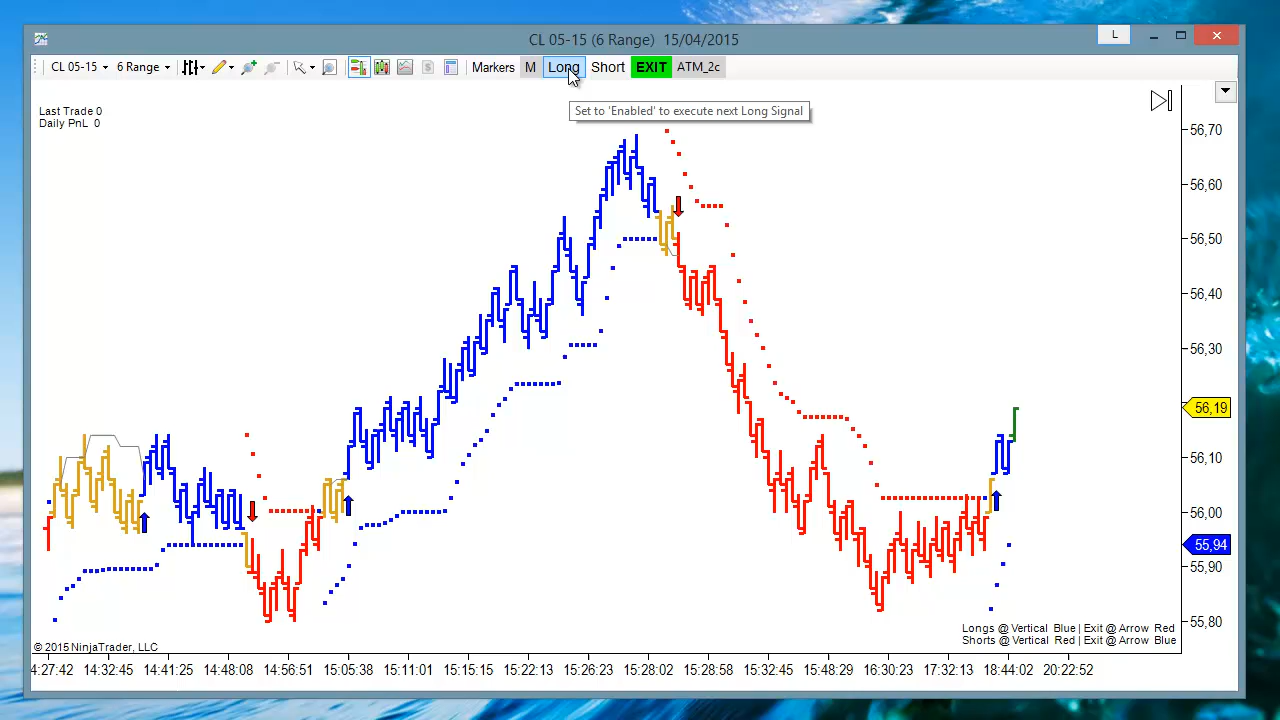 CL 05-15 (6 Range) 15/04/2015
L
CL 05-15 6 Range Markers M Long Short EXIT ATM_2c
Set to 'Enabled' to execute next Long Signal
Last Trade 0
Daily PnL 0
56,70
56,60
56,50
56,40
56,30
56,19
56,10
56,00
55,94
55,90
55,80
Longs @ Vertical Blue | Exit @ Arrow Red
Shorts @ Vertical Red | Exit @ Arrow Blue
© 2015 NinjaTrader, LLC
4:27:42 14:32:45 14:41:25 14:48:08 14:56:51 15:05:38 15:11:01 15:16:15 15:22:13 15:26:23 15:28:02 15:28:55 15:32:45 15:48:29 16:30:23 17:32:13 18:44:02 20:22:52